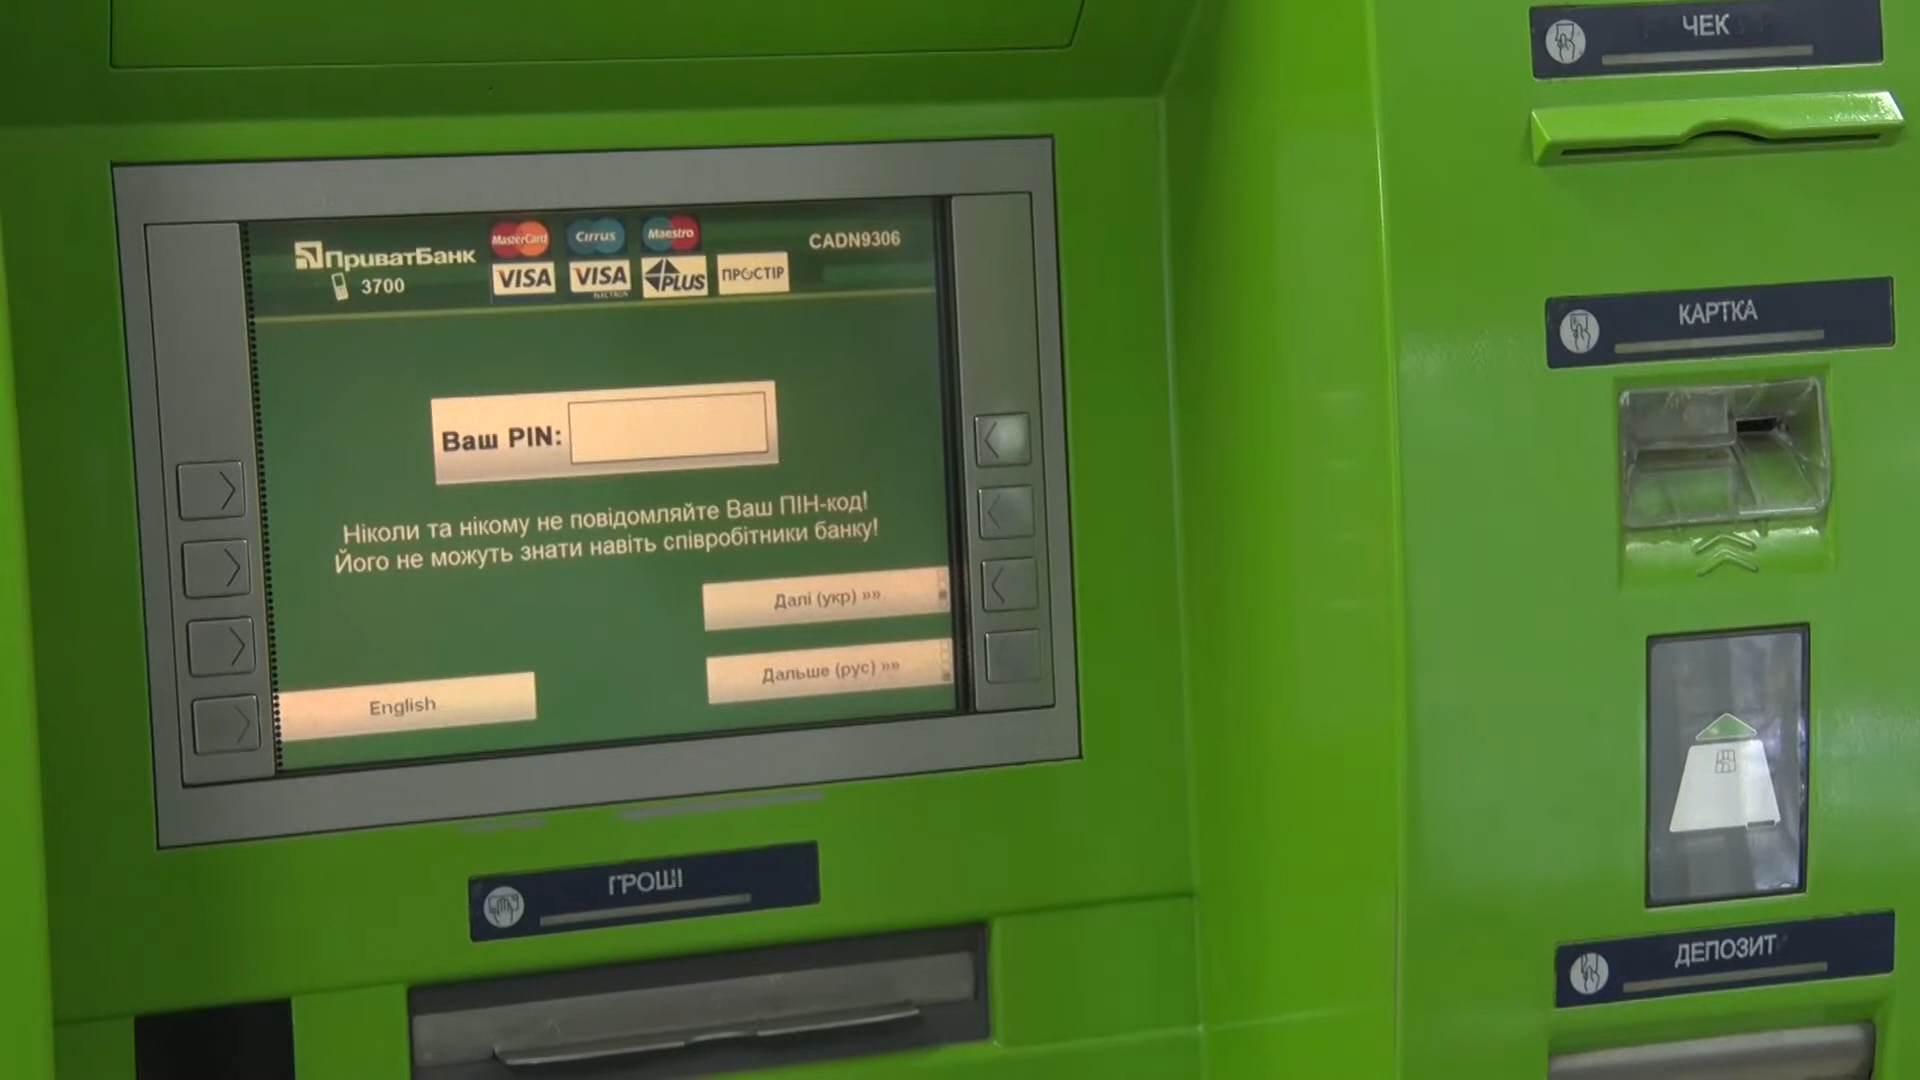 ЧЕК
MasterCard Cirrus Maestro
ПриватБанк
CADN9306
3700
VISA VISA ELECTRON PLUS ПРОСТІР
КАРТКА
Ваш PIN:
Ніколи та нікому не повідомляйте Ваш ПІН-код!
Його не можуть знати навіть співробітники банку!
Далі (укр) »»
Дальше (рус) »»
English
ГРОШІ
ДЕПОЗИТ